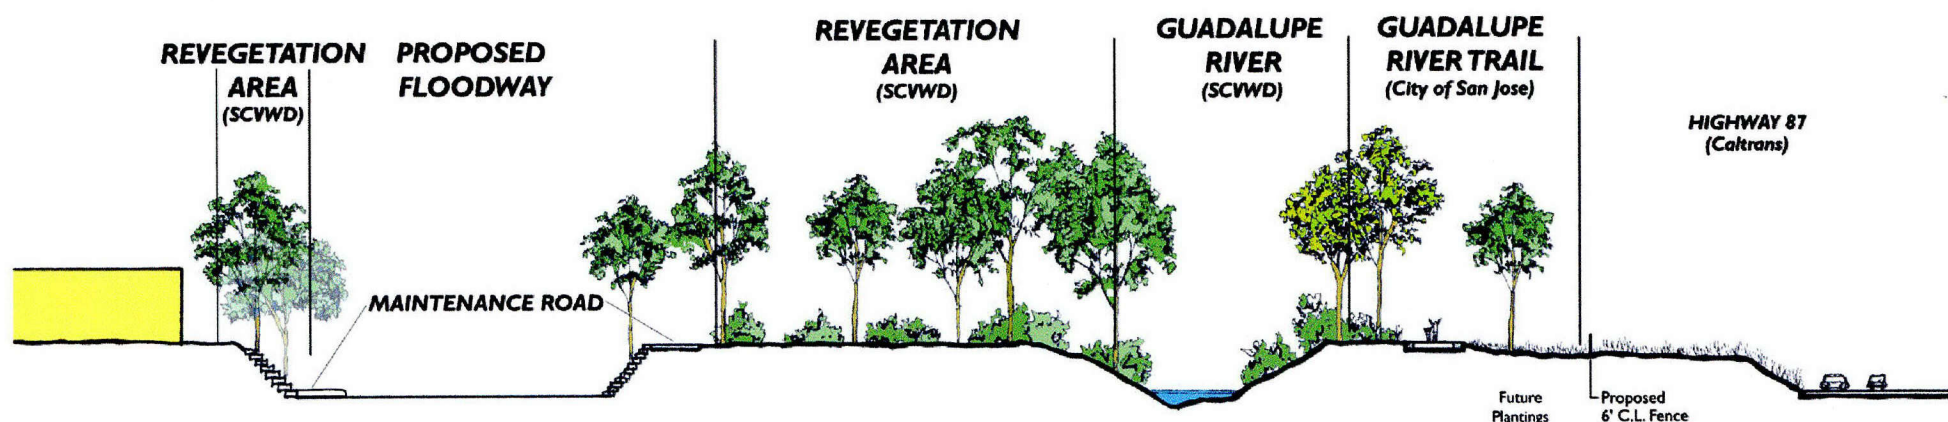 REVEGETATION
AREA
(SCVWD)
PROPOSED
FLOODWAY
REVEGETATION
AREA
(SCVWD)
GUADALUPE
RIVER
(SCVWD)
GUADALUPE
RIVER TRAIL
(City of San Jose)
HIGHWAY 87
(Caltrans)
MAINTENANCE ROAD
Future
Plantings
Proposed
6' C.L. Fence